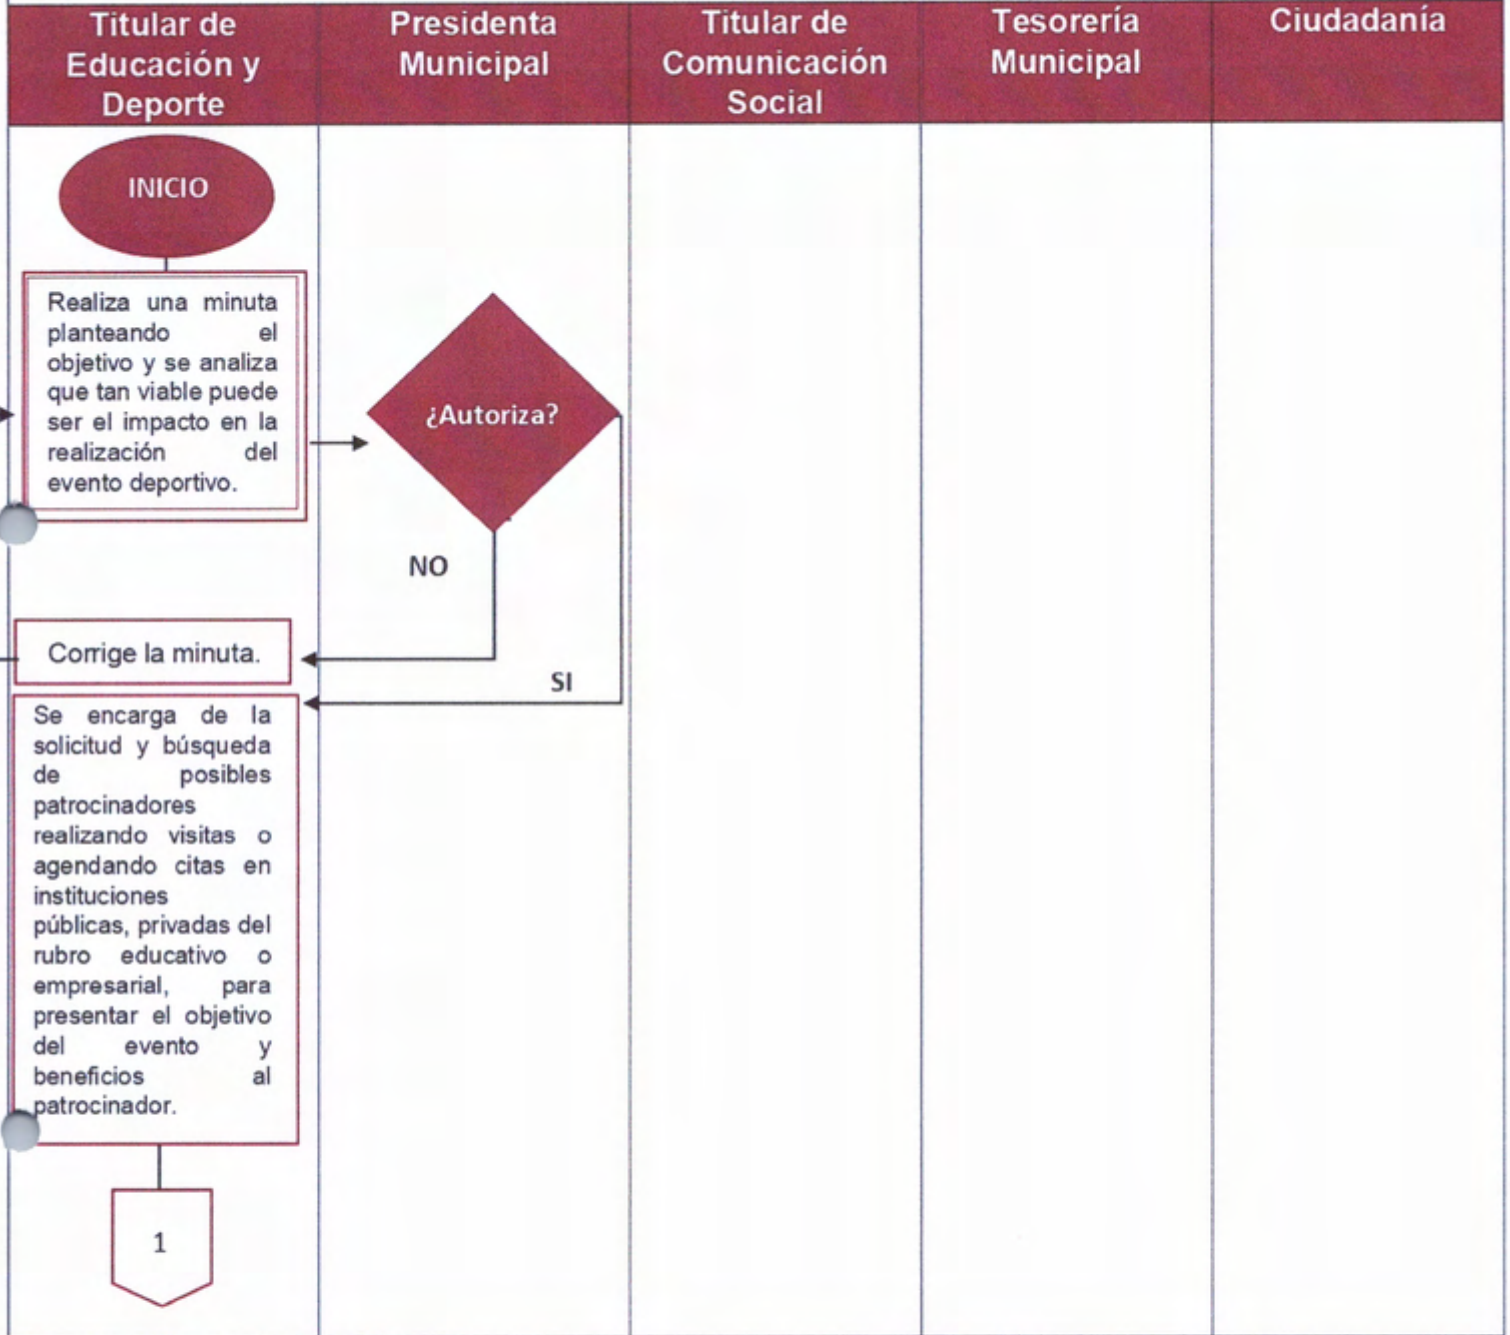 Titular de
Educación y
Deporte
Presidenta
Municipal
Titular de
Comunicación
Social
Tesorería
Municipal
Ciudadanía
INICIO
Realiza una minuta
planteando el
objetivo y se analiza
que tan viable puede
ser el impacto en la
realización del
evento deportivo.
¿Autoriza?
NO
Corrige la minuta.
SI
Se encarga de la
solicitud y búsqueda
de posibles
patrocinadores
realizando visitas o
agendando citas en
instituciones
públicas, privadas del
rubro educativo o
empresarial, para
presentar el objetivo
del evento y
beneficios al
patrocinador.
1